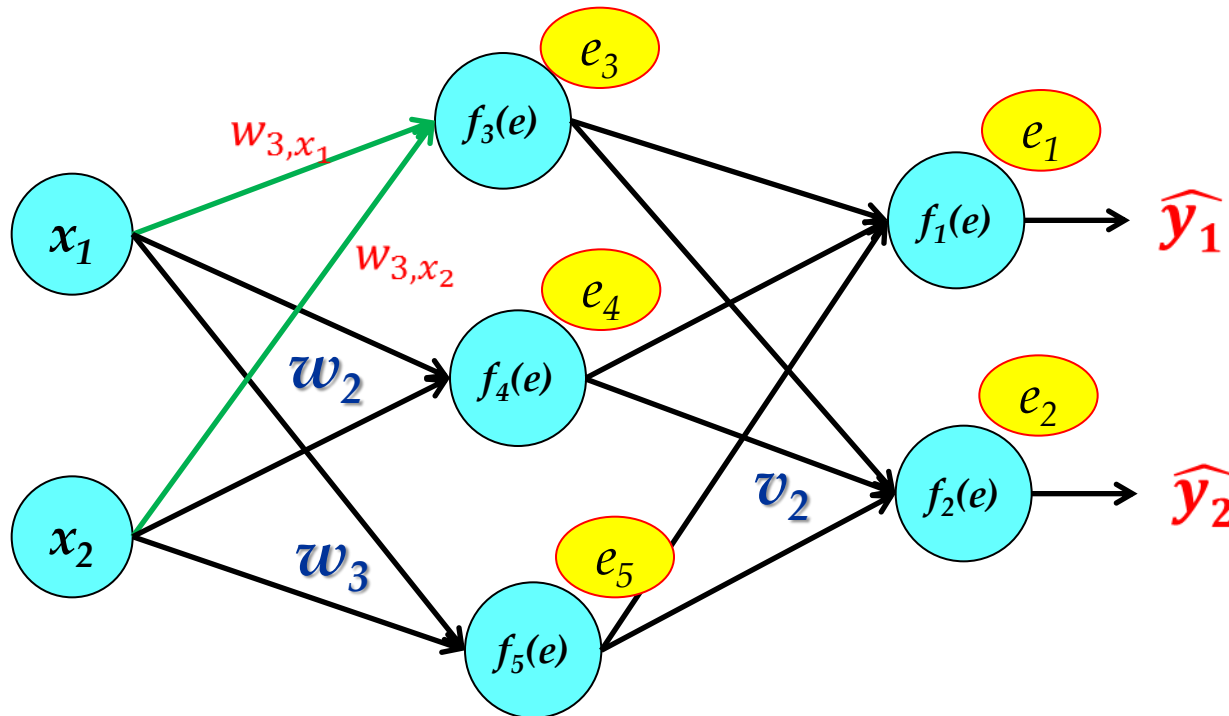 e₃
f₃(e)
e₁
w₃,ₓ₁
f₁(e)
ŷ₁
x₁
w₃,ₓ₂
e₄
w₂
f₄(e)
e₂
v₂
f₂(e)
ŷ₂
x₂
w₃
e₅
f₅(e)